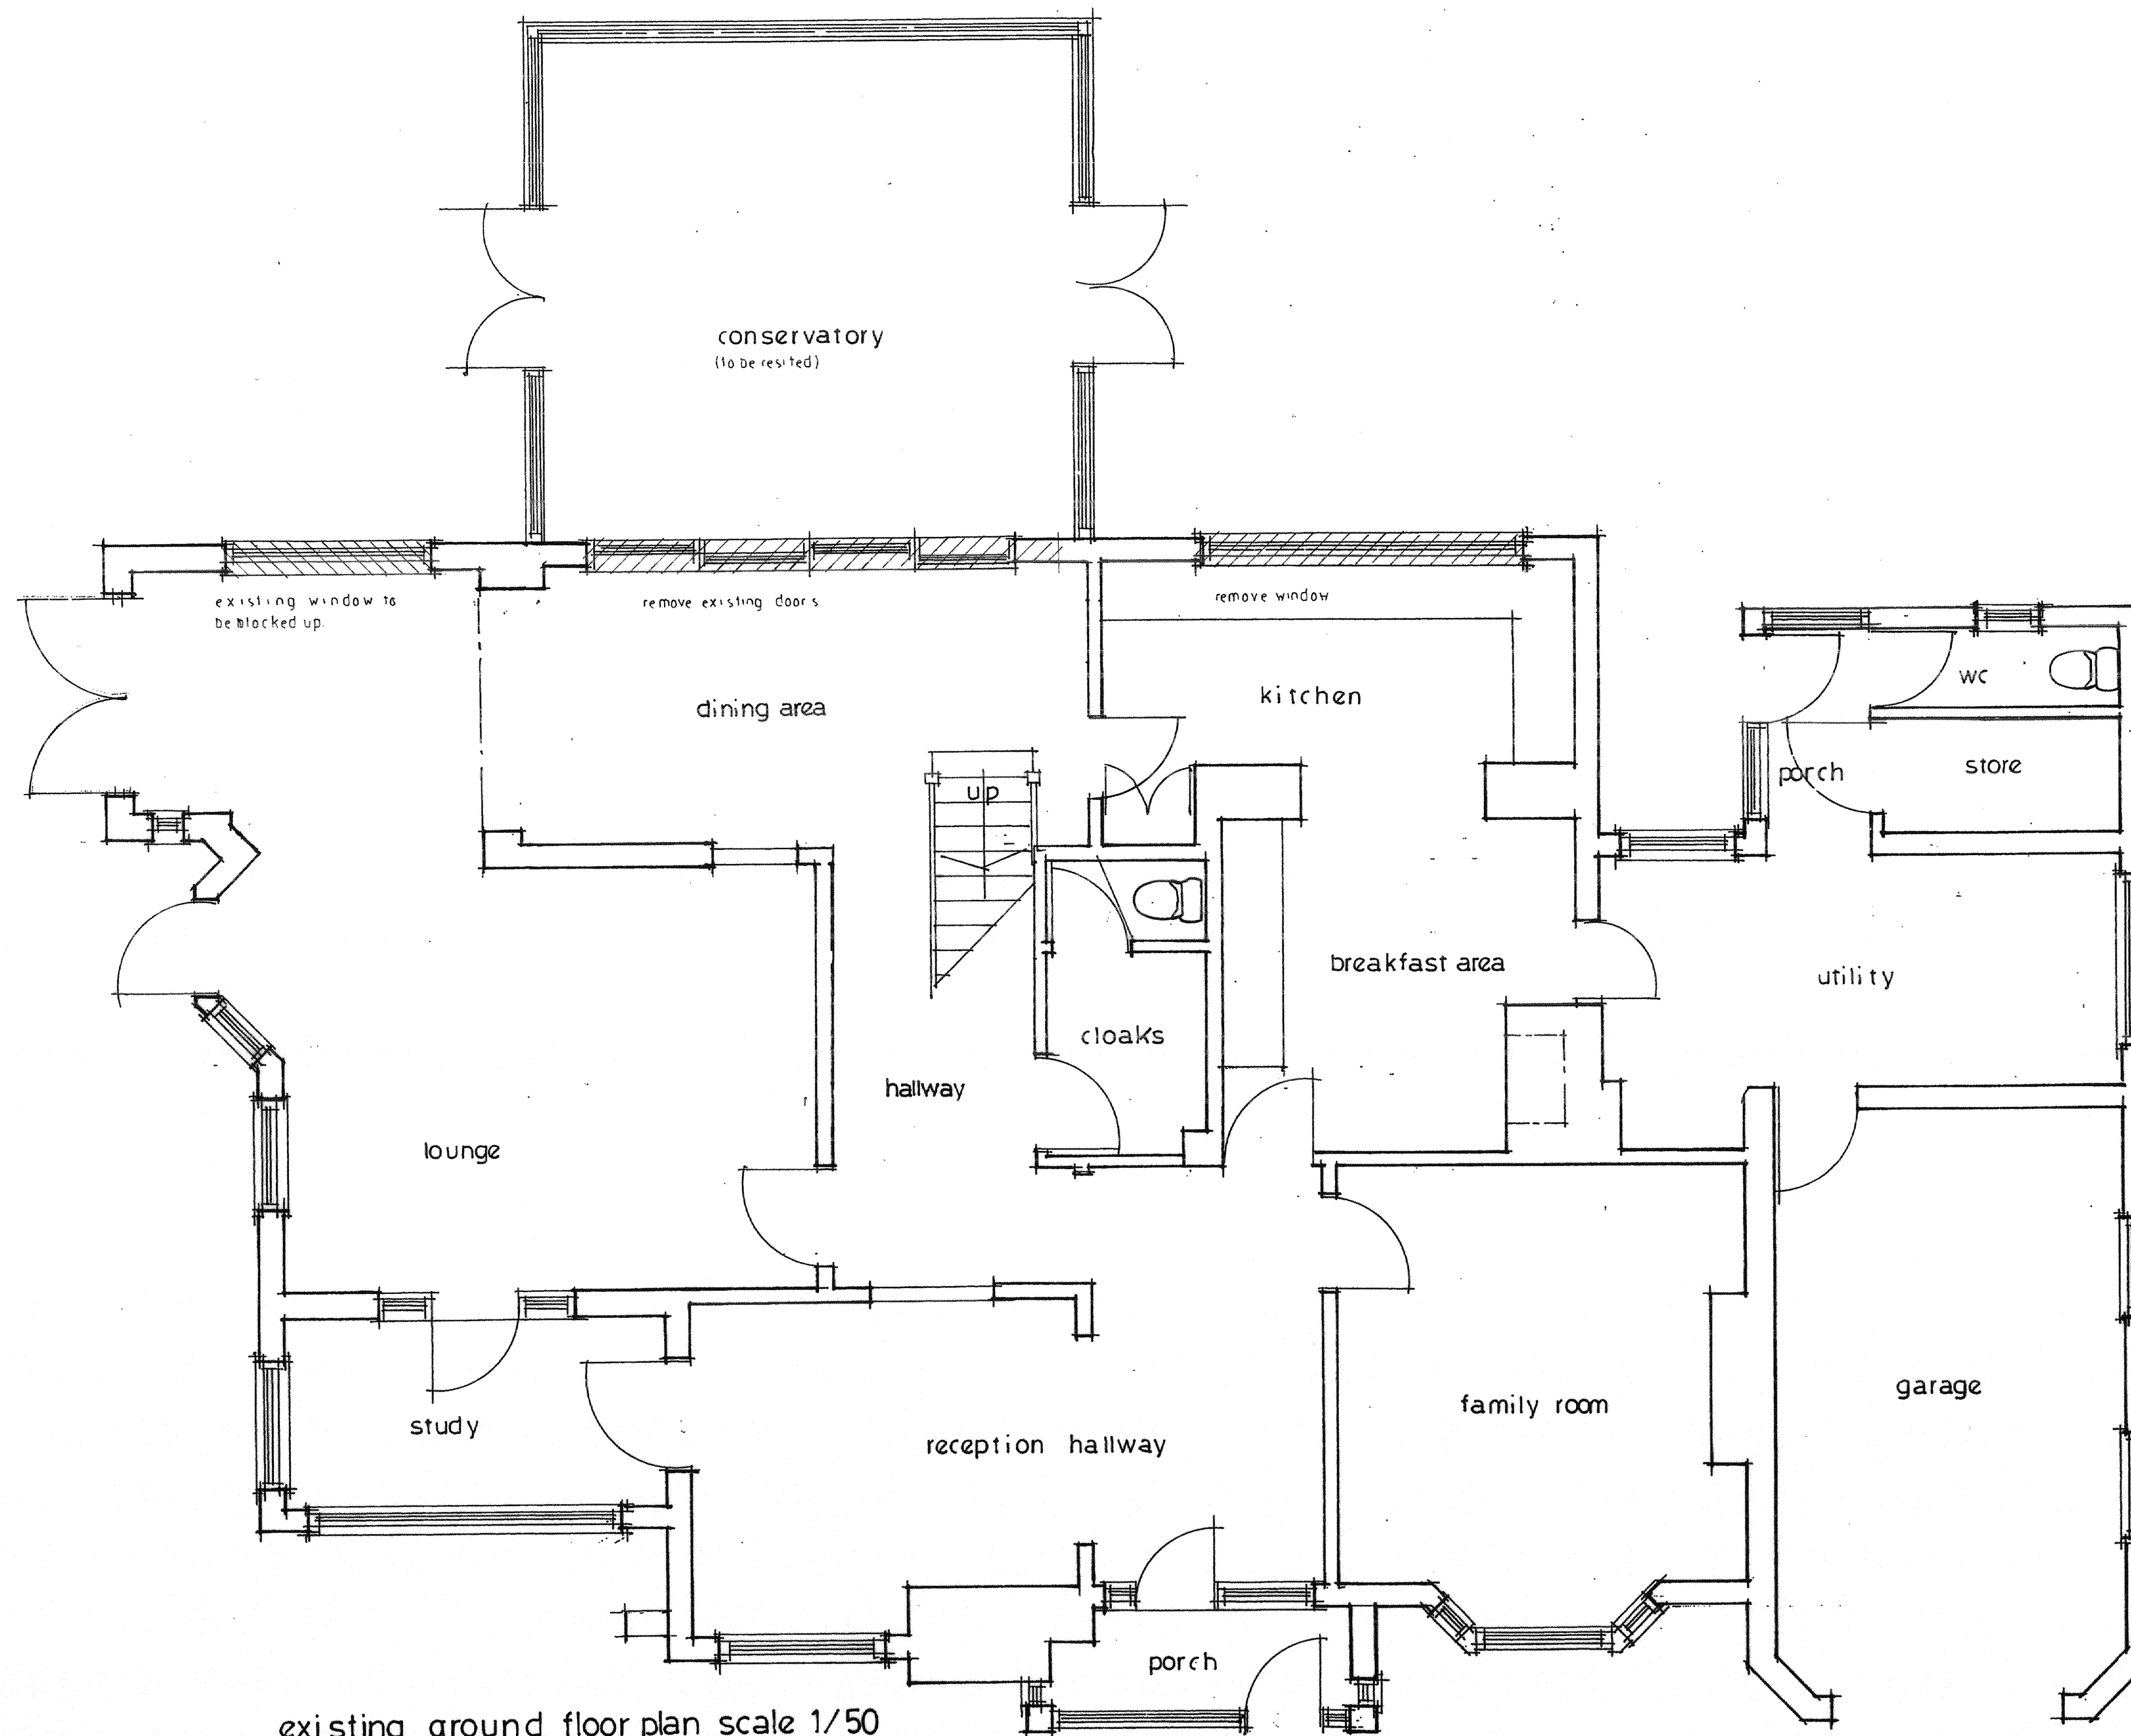 conservatory
(to be resited)
existing window to
be blocked up.
remove existing doors
remove window
dining area
kitchen
wc
up
porch
store
breakfast area
utility
cloaks
hallway
lounge
family room
garage
study
reception hallway
porch
existing ground floor plan scale 1/50